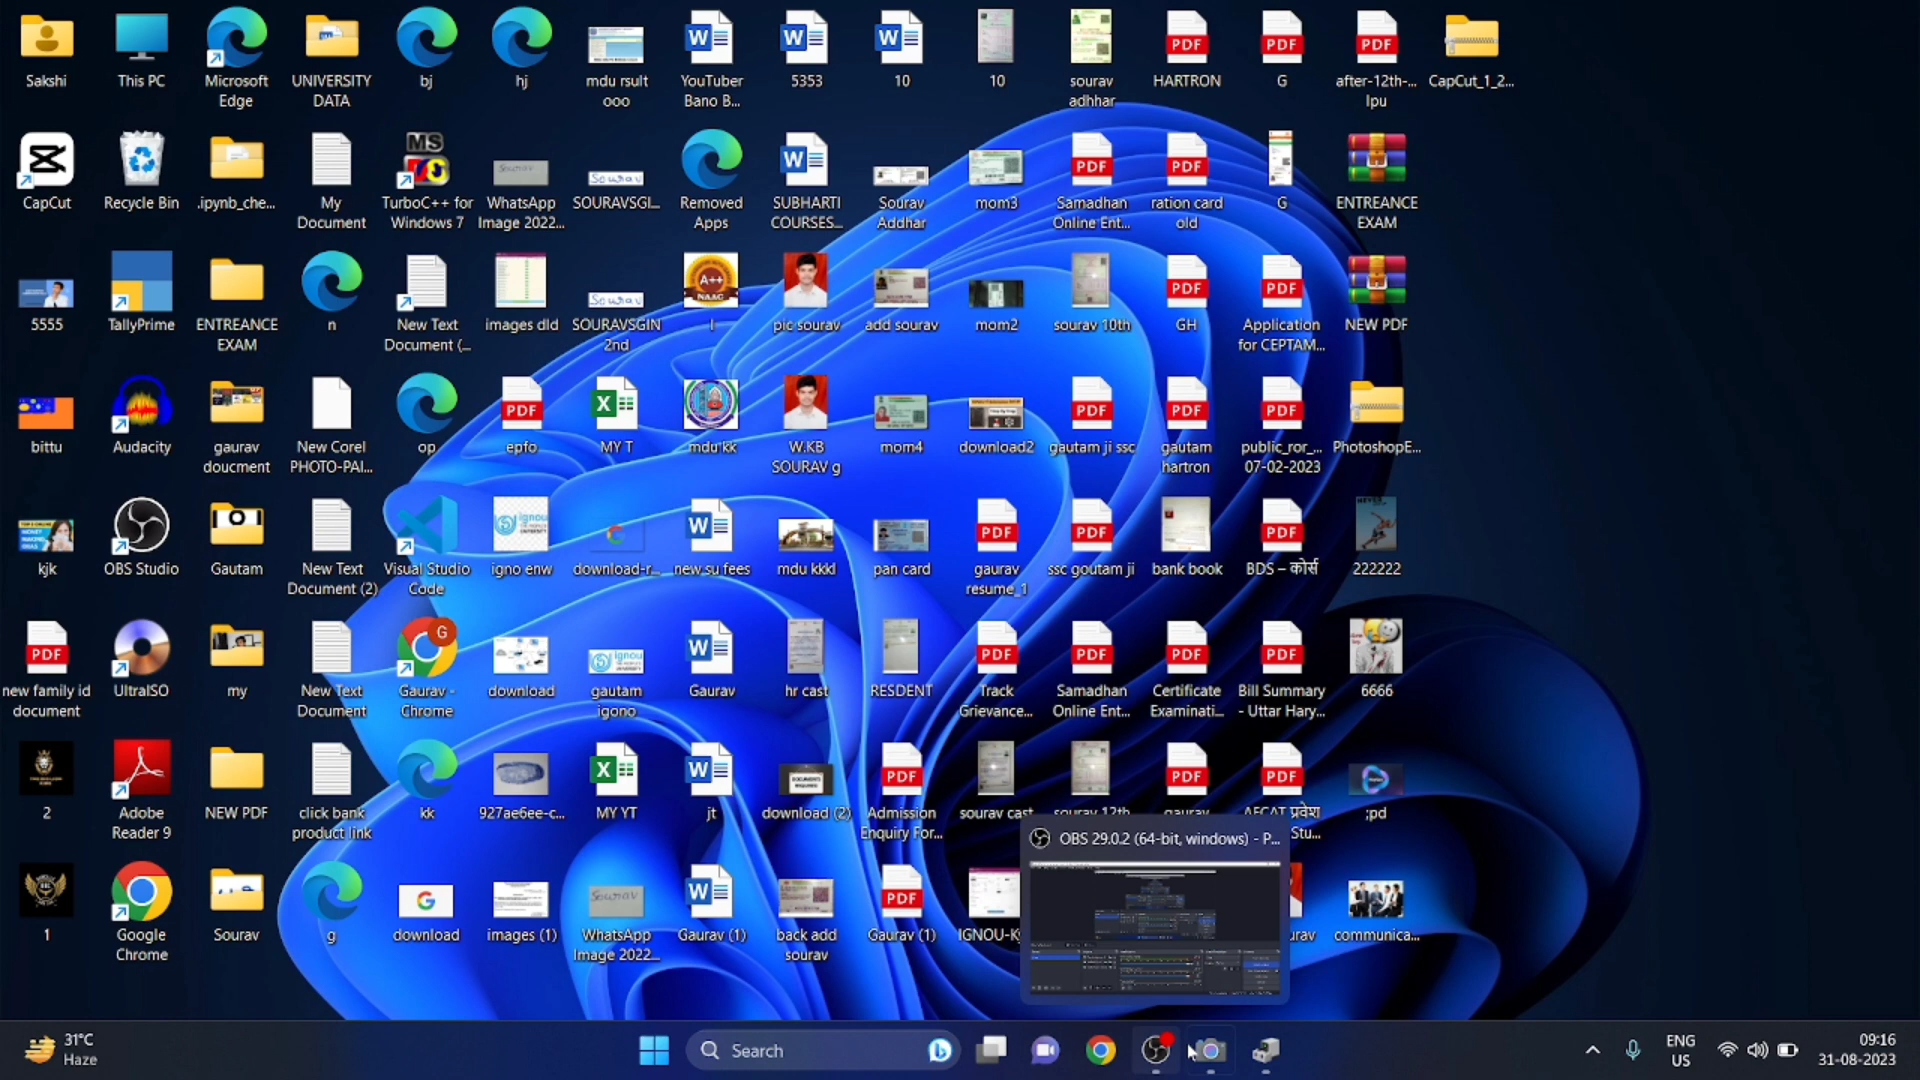 Sakshi
This PC
Microsoft Edge
UNIVERSITY DATA
bj
hj
mdu rsult ooo
YouTuber Bano B...
5353
10
10
sourav adhhar
HARTRON
G
after-12th-... lpu
CapCut_1_2...
CapCut
Recycle Bin
.ipynb_che...
My Document
TurboC++ for Windows 7
WhatsApp Image 2022...
SOURAVSGI...
Removed Apps
SUBHARTI COURSES...
Sourav Addhar
mom3
Samadhan Online Ent...
ration card old
G
ENTREANCE EXAM
5555
TallyPrime
ENTREANCE EXAM
n
New Text Document (...
images dld
SOURAVSGIN 2nd
l
pic sourav
add sourav
mom2
sourav 10th
GH
Application for CEPTAM...
NEW PDF
bittu
Audacity
gaurav doucment
New Corel PHOTO-PAI...
op
epfo
MY T
mdu kk
W.KB SOURAV g
mom4
download2
gautam ji ssc
gautam hartron
public_ror_... 07-02-2023
PhotoshopE...
kjk
OBS Studio
Gautam
New Text Document (2)
Visual Studio Code
igno enw
download-r...
new su fees
mdu kkkl
pan card
gaurav resume_1
ssc goutam ji
bank book
BDS – कोर्स
222222
new family id document
UltraISO
my
New Text Document
Gaurav - Chrome
download
gautam igono
Gaurav
hr cast
RESDENT
Track Grievance...
Samadhan Online Ent...
Certificate Examinati...
Bill Summary - Uttar Hary...
6666
2
Adobe Reader 9
NEW PDF
click bank product link
kk
927ae6ee-c...
MY YT
jt
download (2)
Admission Enquiry For...
sourav cast
sourav 12th
gaurav
AFCAT प्रवेश Stu...
;pd
OBS 29.0.2 (64-bit, windows) - P...
1
Google Chrome
Sourav
g
download
images (1)
WhatsApp Image 2022...
Gaurav (1)
back add sourav
Gaurav (1)
communica...
31°C
Haze
Search
ENG
US
09:16
31-08-2023